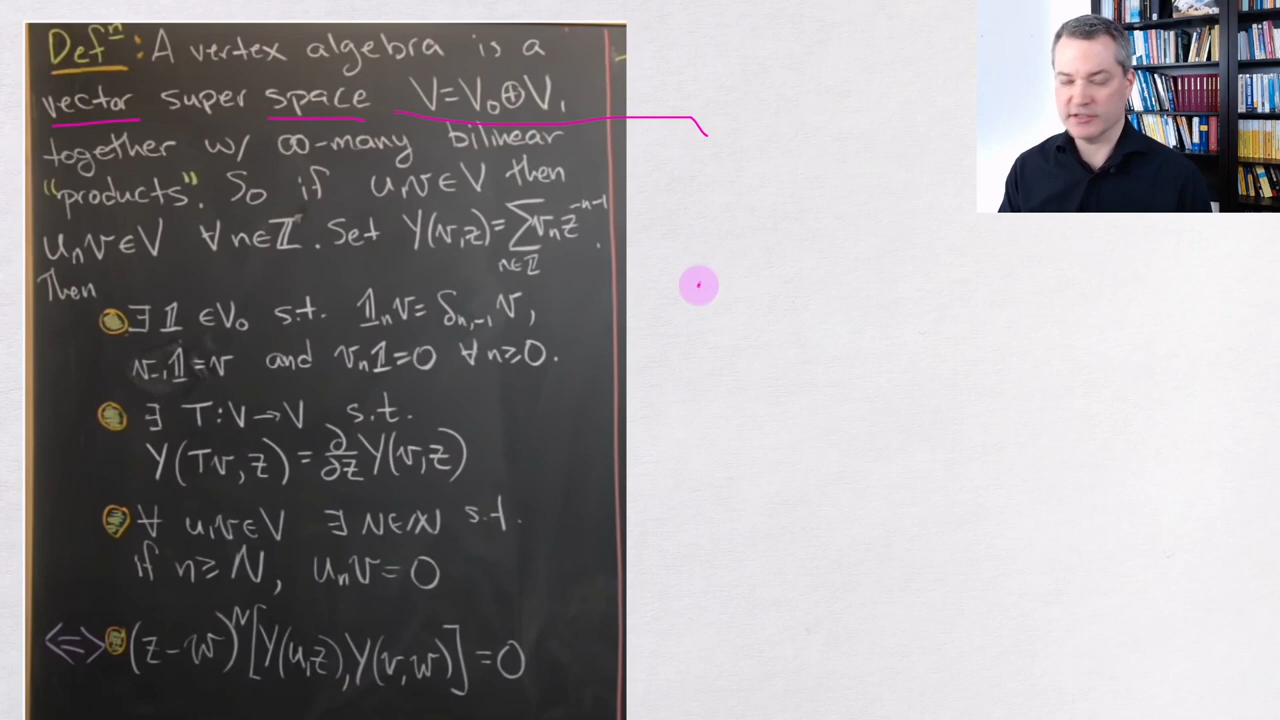 Defⁿ: A vertex algebra is a
vector super space V=V₀⊕V₁
together w/ ∞-many bilinear
"products". So if u,v∈V then
uₙv∈V ∀n∈ℤ. Set Y(v,z)=∑vₙz⁻ⁿ⁻¹.
n∈ℤ
Then
∃ 𝟙 ∈V₀ s.t. 𝟙ₙv= δₙ,₋₁v,
v₋₁𝟙=v and vₙ𝟙=0 ∀n≥0.
∃ T:V→V s.t.
Y(Tv,z)=∂/∂z Y(v,z)
∀ u,v∈V ∃ N∈ℕ s.t.
if n≥N, uₙv=0
<=> (z-w)ᴺ[Y(u,z),Y(v,w)]=0